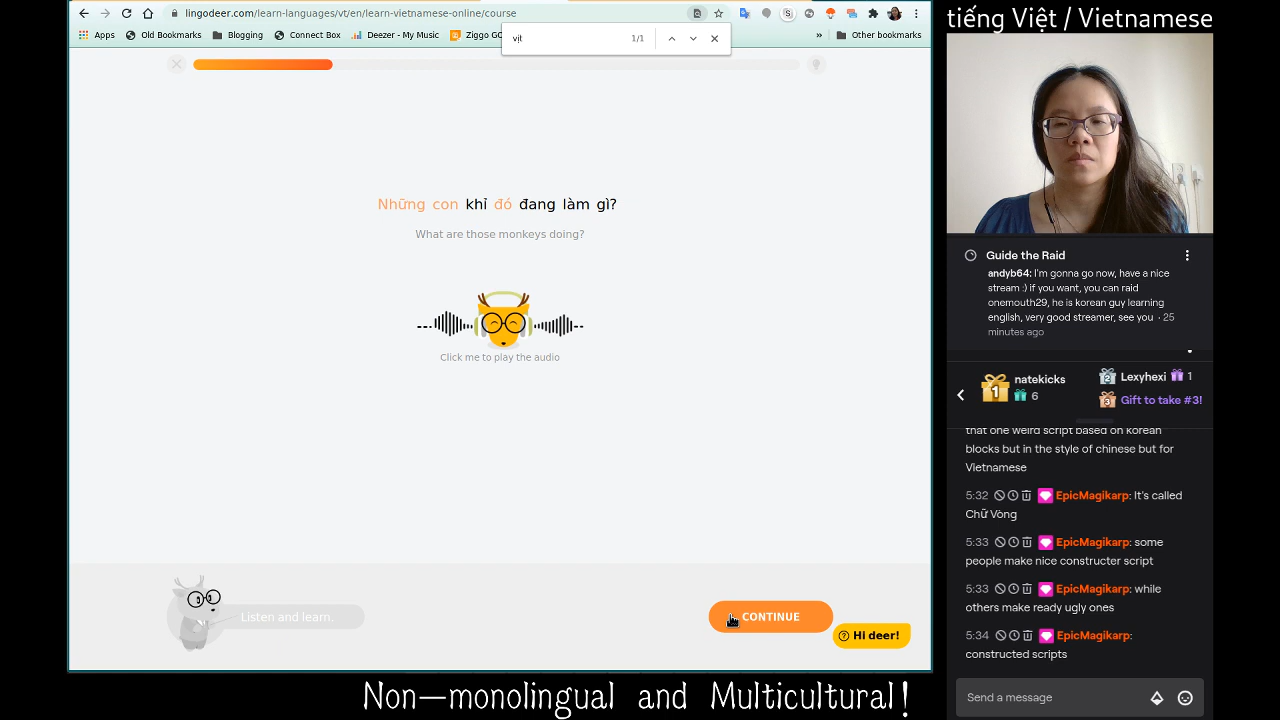 lingodeer.com/learn-languages/vt/en/learn-vietnamese-online/course
Apps
Old Bookmarks
Blogging
Connect Box
Deezer - My Music
Ziggo GO
»
Other bookmarks
vịt
1/1
Những con khỉ đó đang làm gì?
What are those monkeys doing?
Click me to play the audio
Listen and learn.
CONTINUE
Hi deer!
tiếng Việt / Vietnamese
Guide the Raid
andyb64: I'm gonna go now, have a nice
stream :) if you want, you can raid
onemouth29, he is korean guy learning
english, very good streamer, see you · 25
minutes ago
1
natekicks
6
2
Lexyhexi
1
3
Gift to take #3!
that one weird script based on korean
blocks but in the style of chinese but for
Vietnamese
5:32 EpicMagikarp: It's called
Chữ Vòng
5:33 EpicMagikarp: some
people make nice constructer script
5:33 EpicMagikarp: while
others make ready ugly ones
5:34 EpicMagikarp:
constructed scripts
Send a message
Non-monolingual and Multicultural!